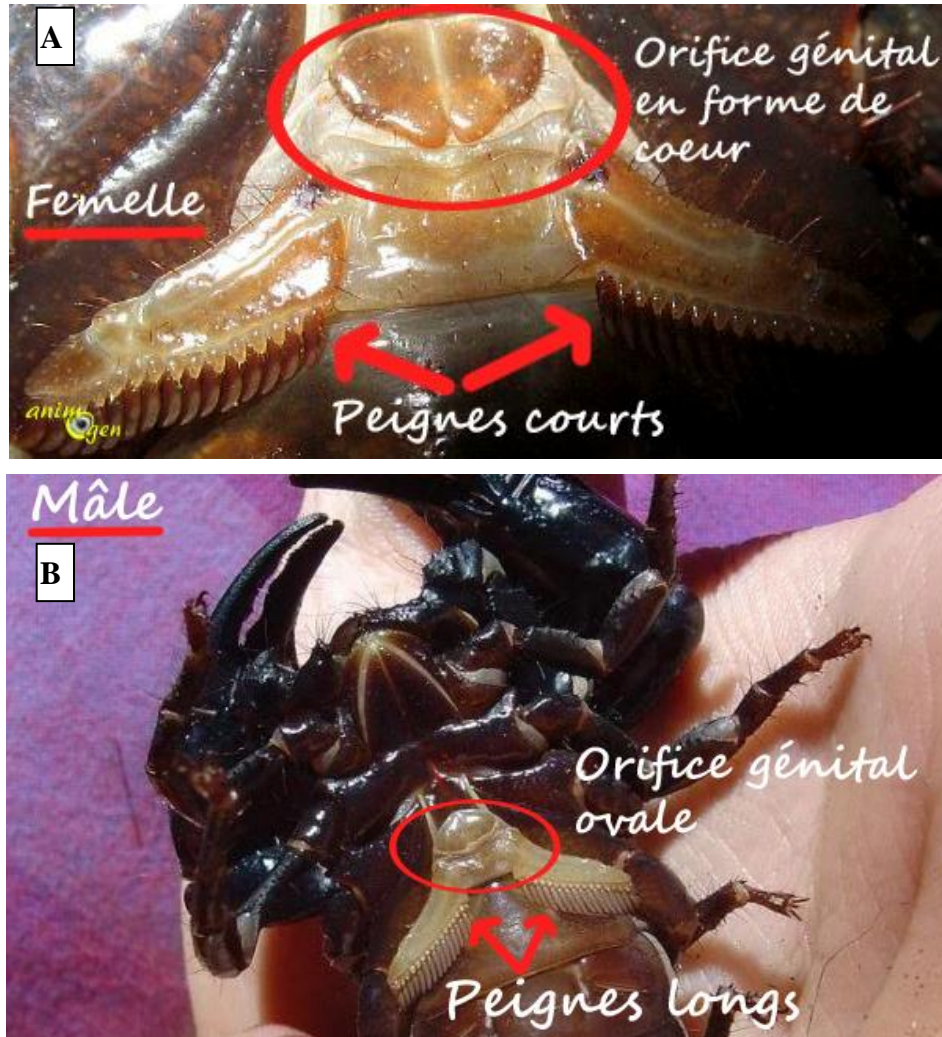 A
Orifice génital
en forme de
coeur
Femelle
Peignes courts
anim
gen
Mâle
B
Orifice génital
ovale
Peignes longs